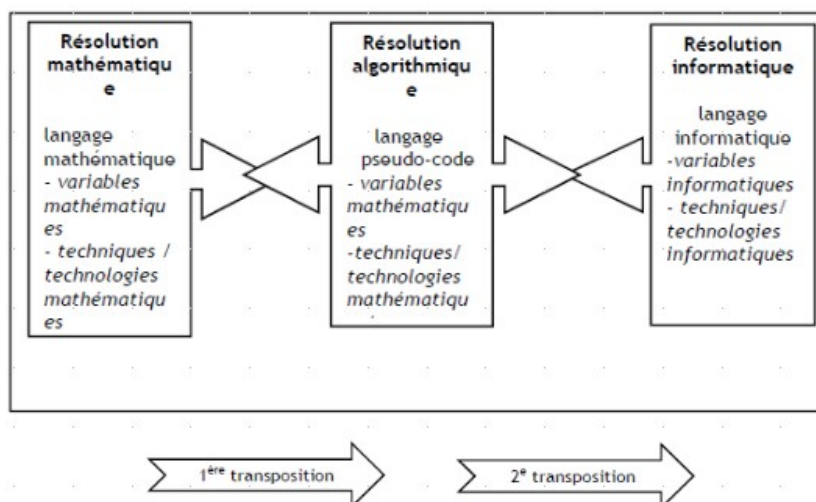 Résolution
mathématiqu
e
langage
mathématique
- variables
mathématiqu
es
- techniques /
technologies
mathématiqu
es
Résolution
algorithmiqu
e
langage
pseudo-code
- variables
mathématiqu
es
-techniques/
technologies
mathématiqu
Résolution
informatique
langage
informatique
-variables
informatiques
- techniques/
technologies
informatiques
1ère transposition
2e transposition